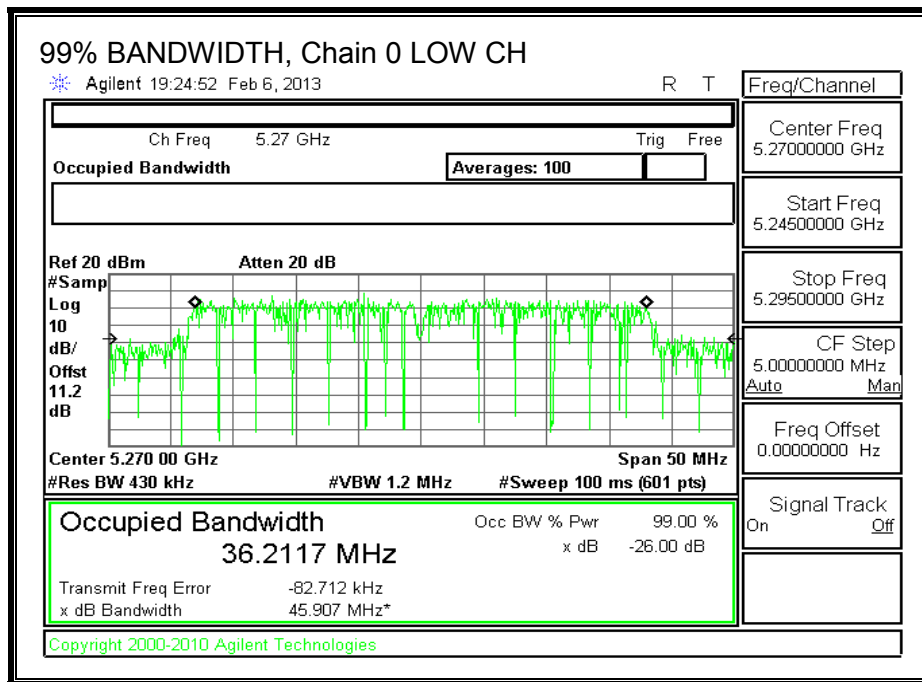 99% BANDWIDTH, Chain 0 LOW CH
Agilent 19:24:52 Feb 6, 2013 R T
Freq/Channel
Ch Freq 5.27 GHz Trig Free
Occupied Bandwidth Averages: 100
Center Freq
5.27000000 GHz
Start Freq
5.24500000 GHz
Stop Freq
5.29500000 GHz
CF Step
5.00000000 MHz
Auto Man
Freq Offset
0.00000000 Hz
Signal Track
On Off
Ref 20 dBm Atten 20 dB
#Samp
Log
10
dB/
Offst
11.2
dB
Center 5.270 00 GHz Span 50 MHz
#Res BW 430 kHz #VBW 1.2 MHz #Sweep 100 ms (601 pts)
Occupied Bandwidth Occ BW % Pwr 99.00 %
36.2117 MHz x dB -26.00 dB
Transmit Freq Error -82.712 kHz
x dB Bandwidth 45.907 MHz*
Copyright 2000-2010 Agilent Technologies